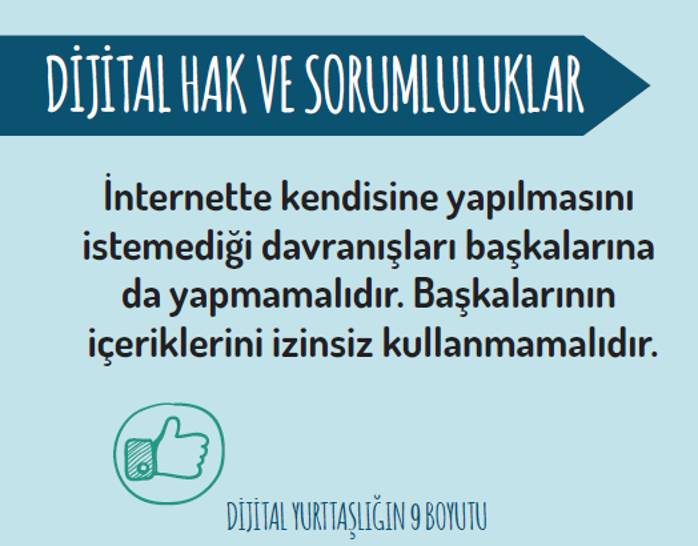 DİJİTAL HAK VE SORUMLULUKLAR
İnternette kendisine yapılmasını
istemediği davranışları başkalarına
da yapmamalıdır. Başkalarının
içeriklerini izinsiz kullanmamalıdır.
DİJİTAL YURTTAŞLIĞIN 9 BOYUTU